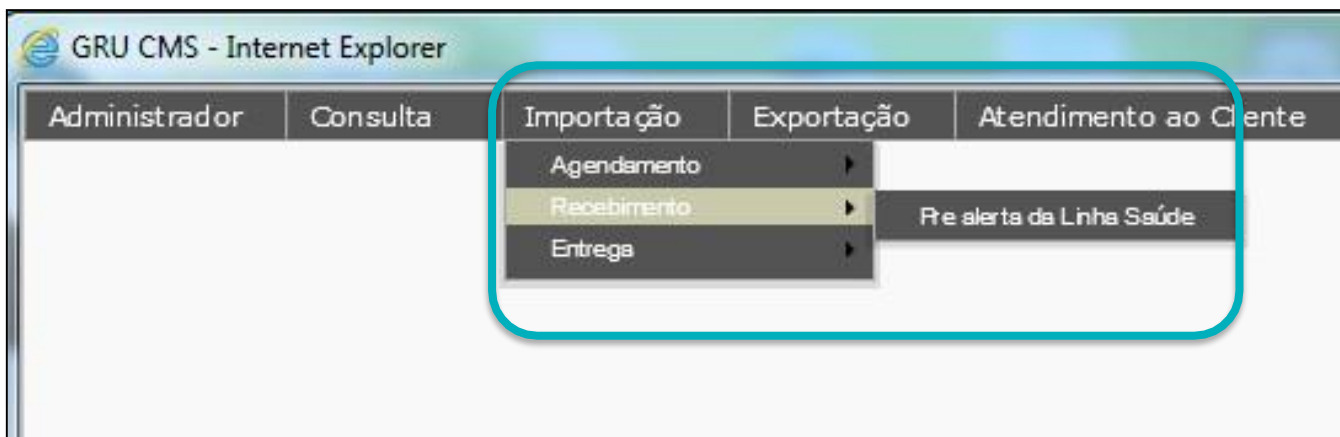 GRU CMS - Internet Explorer
Administrador Consulta Importação Exportação Atendimento ao Cliente
Agendamento
Recebimento Pre alerta da Linha Saúde
Entrega